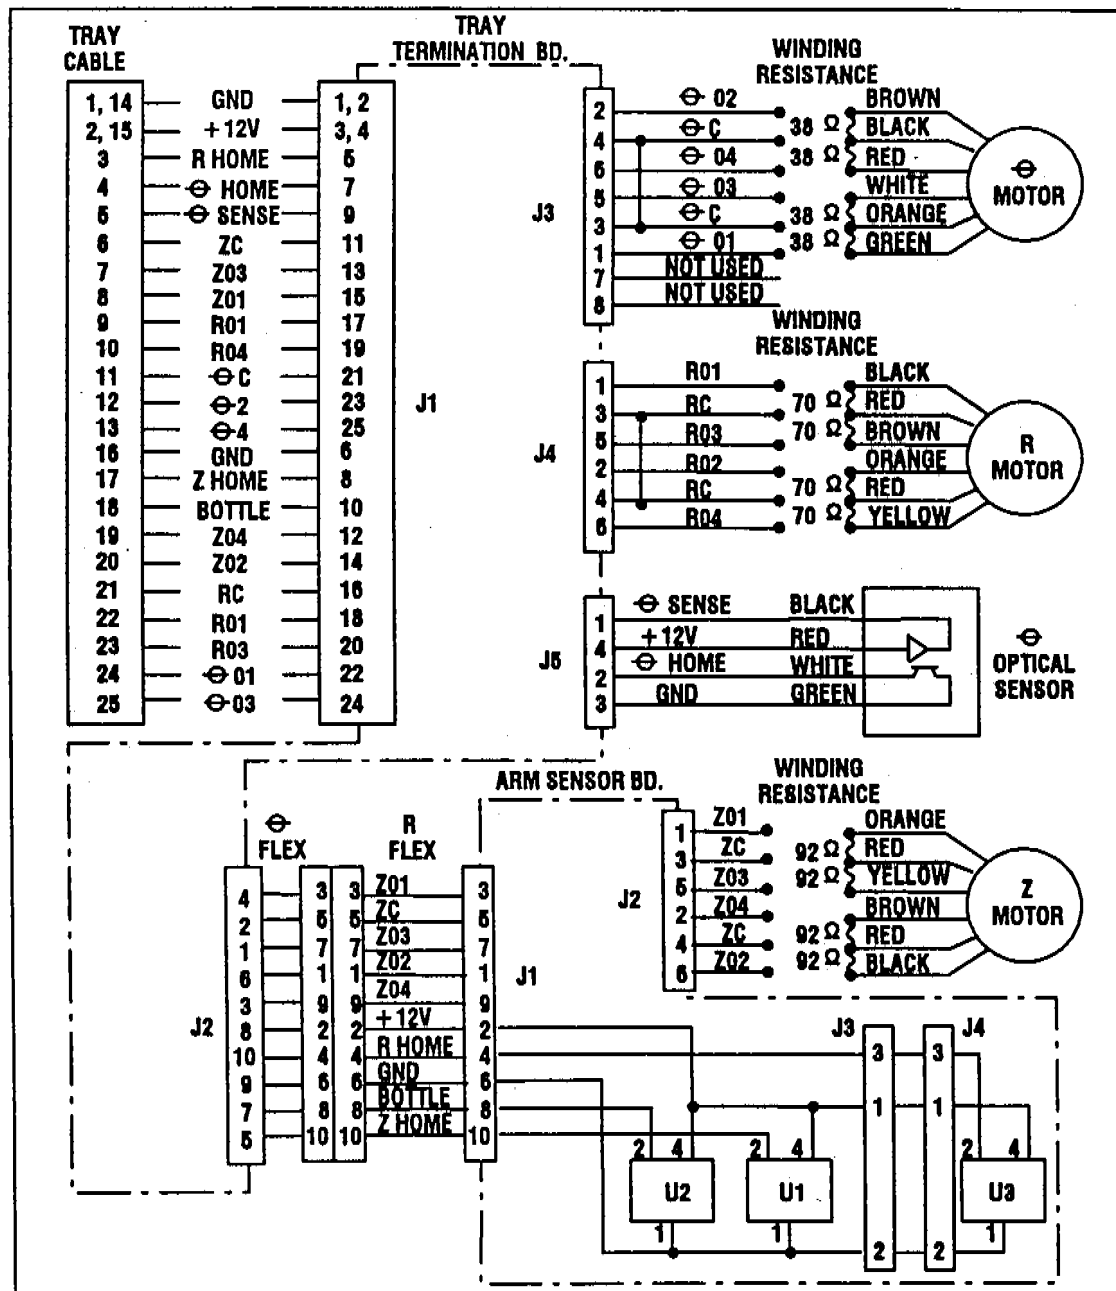 TRAY CABLE
TRAY TERMINATION BD.
WINDING RESISTANCE
1, 14 GND 1, 2
2, 15 +12V 3, 4
3 R HOME 5
4 ϴ HOME 7
5 ϴ SENSE 9
6 ZC 11
7 Z03 13
8 Z01 15
9 R01 17
10 R04 19
11 ϴ C 21
12 ϴ 2 23
13 ϴ 4 25
16 GND 6
17 Z HOME 8
18 BOTTLE 10
19 Z04 12
20 Z02 14
21 RC 16
22 R01 18
23 R03 20
24 ϴ 01 22
25 ϴ 03 24
J1
J3
2 ϴ 02 BROWN
4 ϴ C 38 Ω BLACK
6 ϴ 04 38 Ω RED
5 ϴ 03 WHITE
3 ϴ C 38 Ω ORANGE
1 ϴ 01 38 Ω GREEN
7 NOT USED
8 NOT USED
ϴ MOTOR
WINDING RESISTANCE
J4
1 R01 BLACK
3 RC 70 Ω RED
5 R03 70 Ω BROWN
2 R02 ORANGE
4 RC 70 Ω RED
6 R04 70 Ω YELLOW
R MOTOR
J5
1 ϴ SENSE BLACK
4 +12V RED
2 ϴ HOME WHITE
3 GND GREEN
ϴ OPTICAL SENSOR
ARM SENSOR BD.
WINDING RESISTANCE
J2
1 Z01 ORANGE
3 ZC 92 Ω RED
5 Z03 92 Ω YELLOW
2 Z04 BROWN
4 ZC 92 Ω RED
6 Z02 92 Ω BLACK
Z MOTOR
ϴ FLEX
R FLEX
4 3 3 Z01 3
2 5 5 ZC 5
1 7 7 Z03 7
6 1 1 Z02 1
3 9 9 Z04 9
8 2 2 +12V 2
10 4 4 R HOME 4
9 6 6 GND 6
7 8 8 BOTTLE 8
5 10 10 Z HOME 10
J2
J1
J3 J4
3 3
1 1
2 2
2 4 U2 1
2 4 U1 1
2 4 U3 1